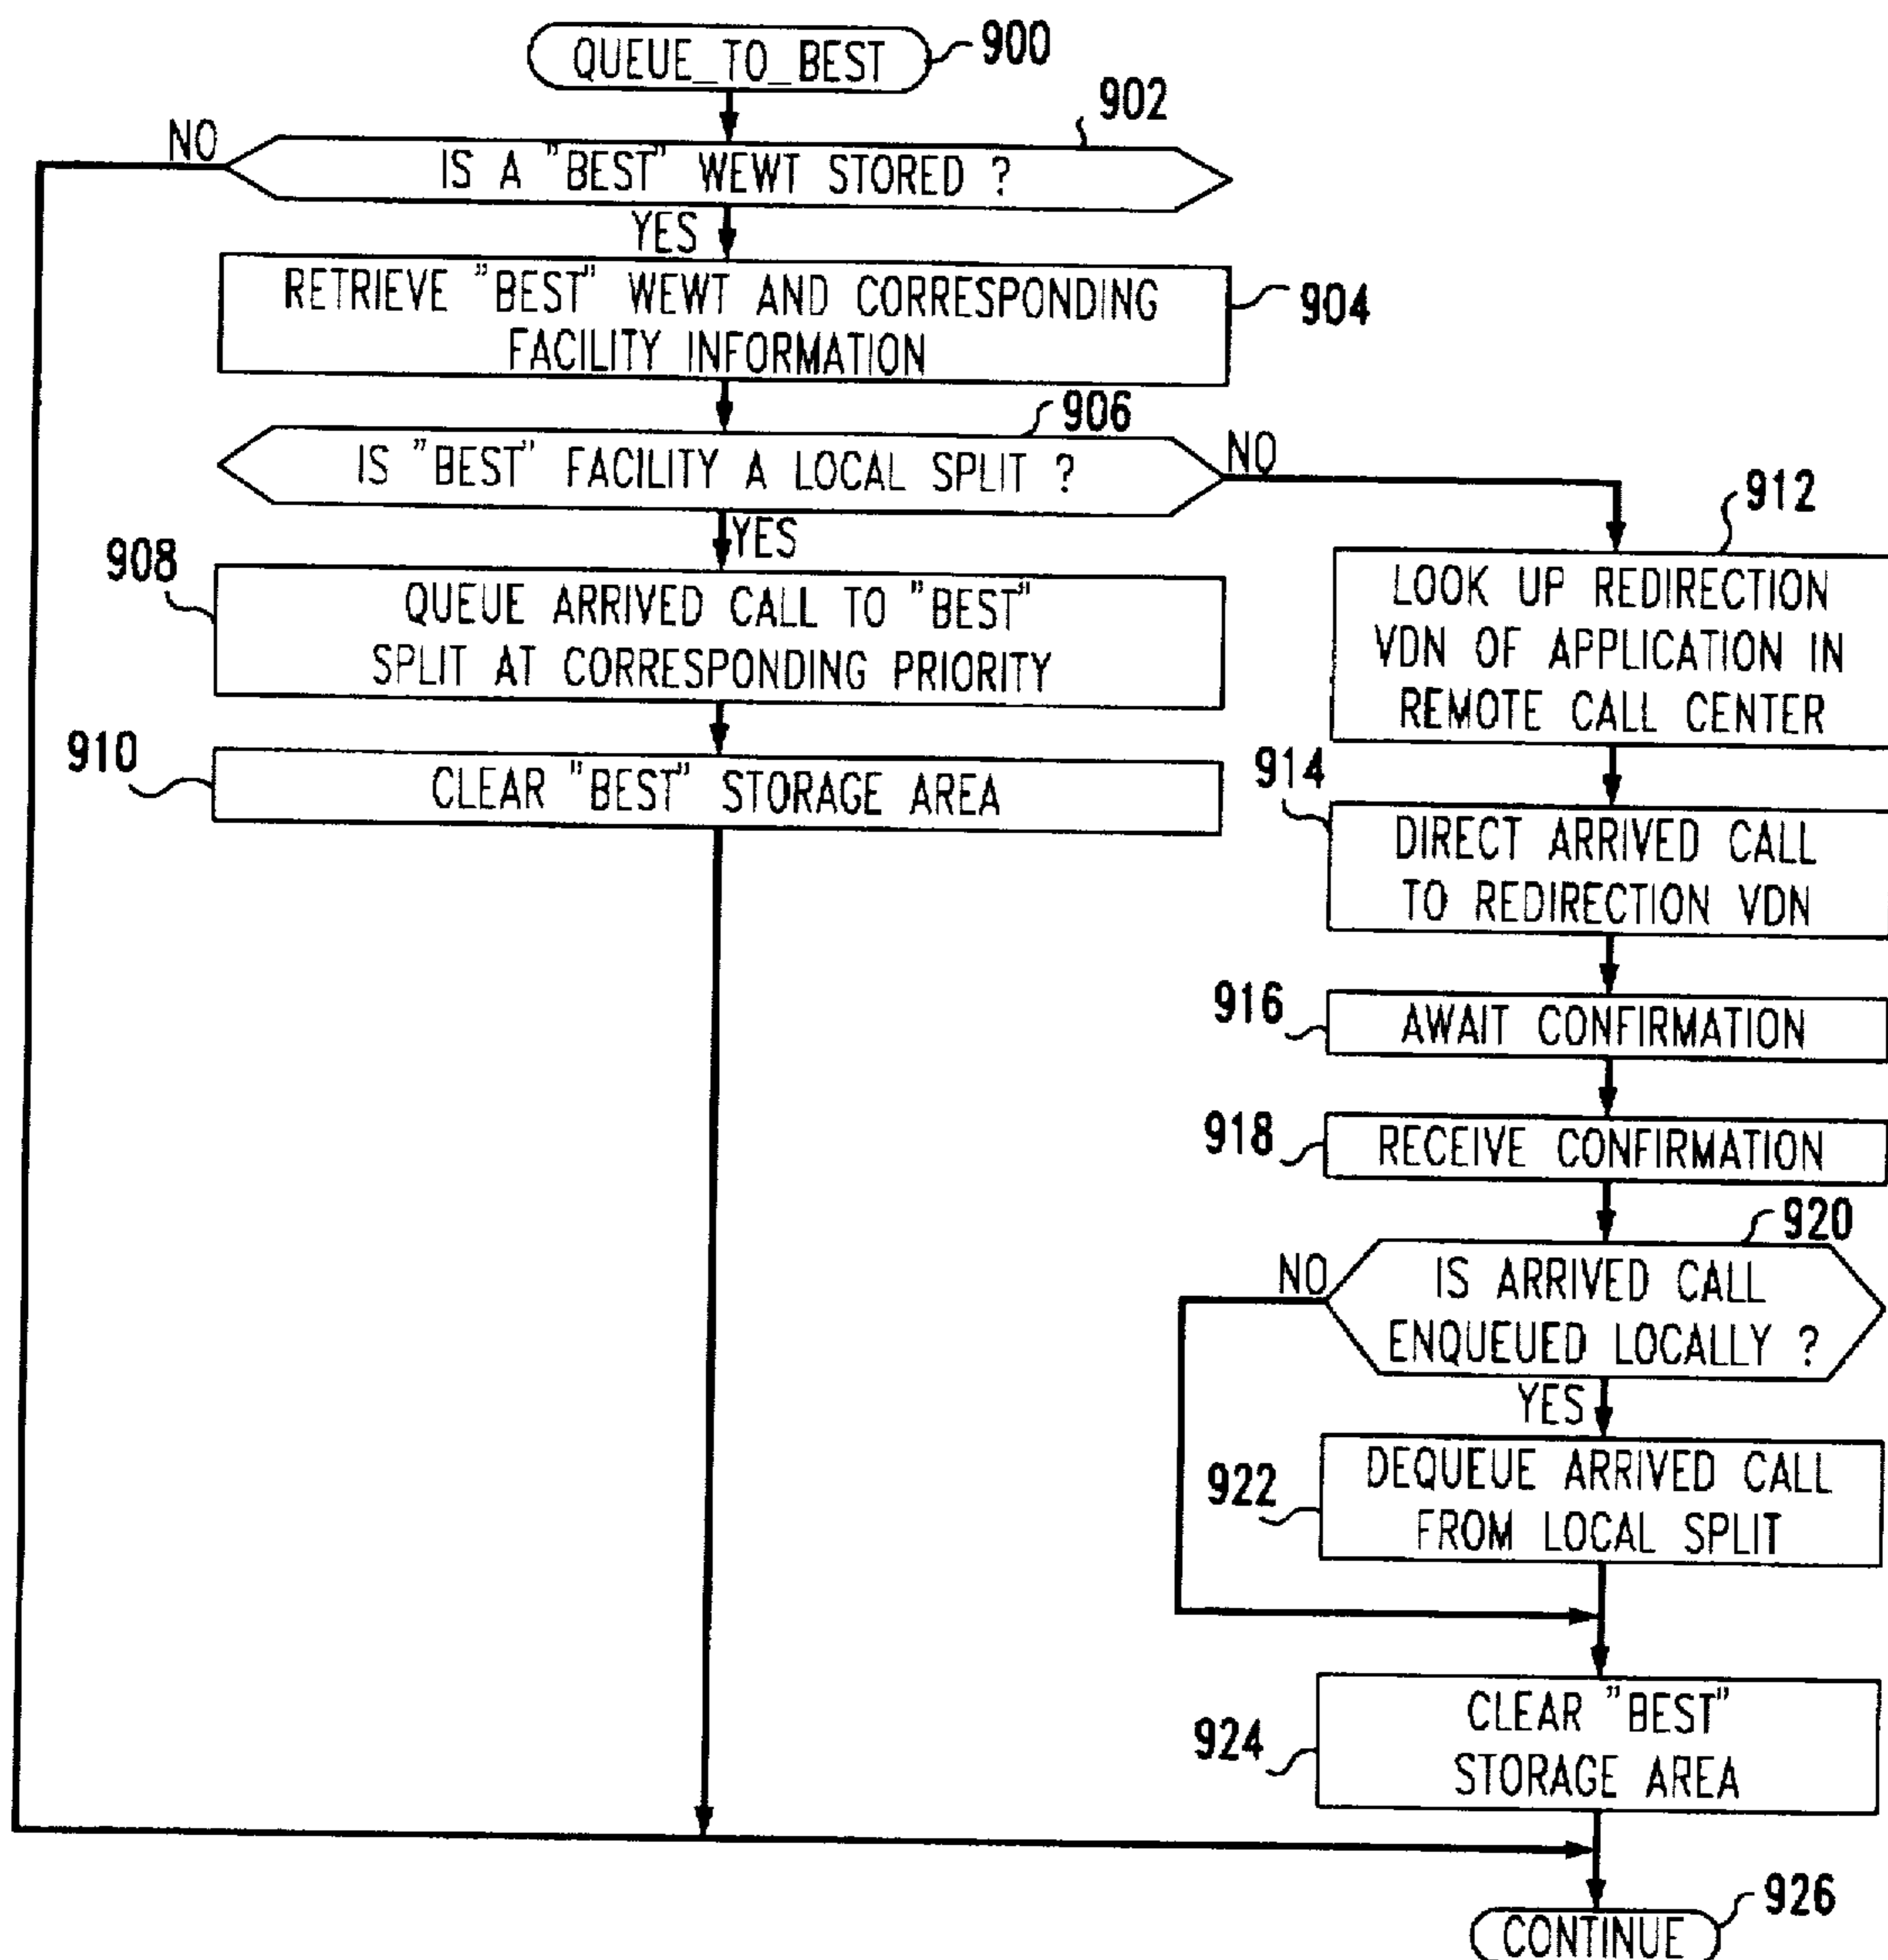 QUEUE_TO_BEST
900
902
NO
IS A "BEST" WEWT STORED ?
YES
RETRIEVE "BEST" WEWT AND CORRESPONDING
FACILITY INFORMATION
904
906
IS "BEST" FACILITY A LOCAL SPLIT ?
NO
YES
908
QUEUE ARRIVED CALL TO "BEST"
SPLIT AT CORRESPONDING PRIORITY
910
CLEAR "BEST" STORAGE AREA
912
LOOK UP REDIRECTION
VDN OF APPLICATION IN
REMOTE CALL CENTER
914
DIRECT ARRIVED CALL
TO REDIRECTION VDN
916
AWAIT CONFIRMATION
918
RECEIVE CONFIRMATION
920
NO
IS ARRIVED CALL
ENQUEUED LOCALLY ?
YES
922
DEQUEUE ARRIVED CALL
FROM LOCAL SPLIT
924
CLEAR "BEST"
STORAGE AREA
926
CONTINUE